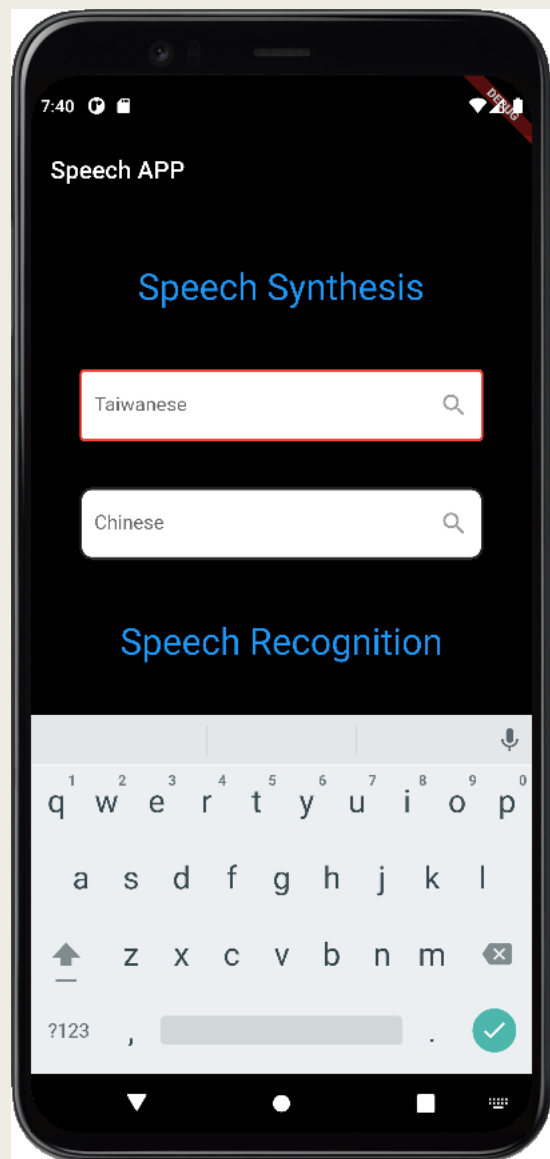 7:40
DEBUG
Speech APP
Speech Synthesis
Taiwanese
Chinese
Speech Recognition
1 2 3 4 5 6 7 8 9 0
q w e r t y u i o p
a s d f g h j k l
z x c v b n m
?123 , .